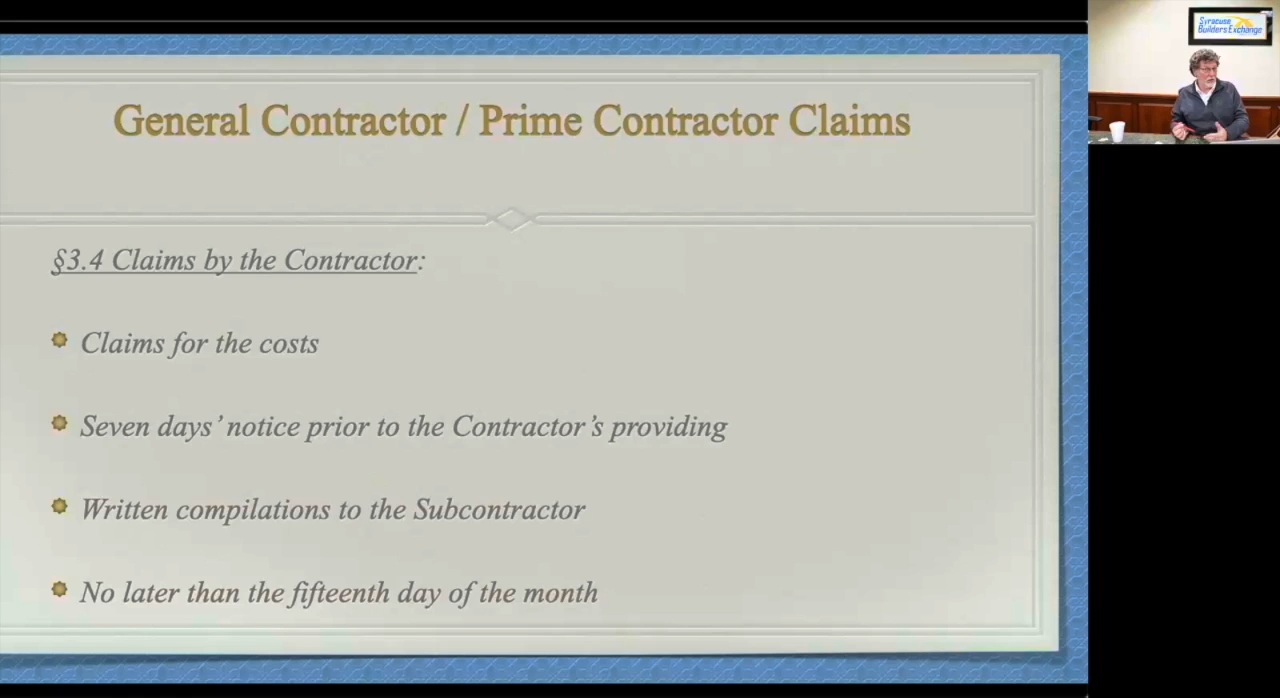 General Contractor / Prime Contractor Claims
§3.4 Claims by the Contractor:
Claims for the costs
Seven days’ notice prior to the Contractor’s providing
Written compilations to the Subcontractor
No later than the fifteenth day of the month
Syracuse
Builders Exchange